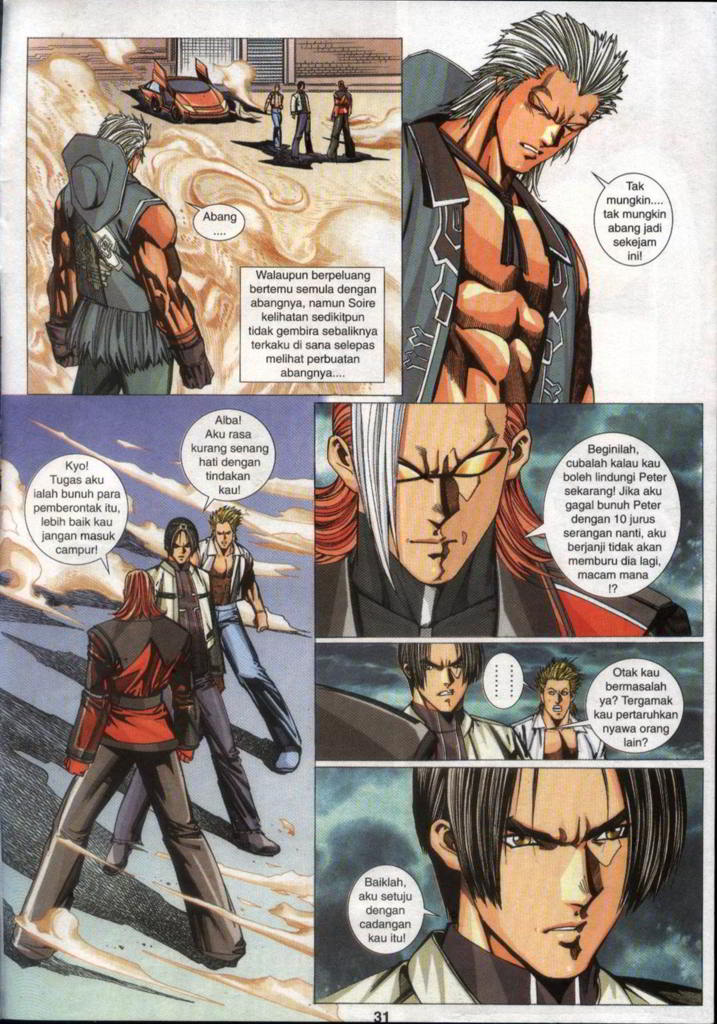 Abang
....
Walaupun berpeluang
bertemu semula dengan
abangnya, namun Soire
kelihatan sedikitpun
tidak gembira sebaliknya
terkaku di sana selepas
melihat perbuatan
abangnya....
Tak
mungkin....
tak mungkin
abang jadi
sekejam
ini!
Kyo!
Tugas aku
ialah bunuh para
pemberontak itu,
lebih baik kau
jangan masuk
campur!
Alba!
Aku rasa
kurang senang
hati dengan
tindakan
kau!
Beginilah,
cubalah kalau kau
boleh lindungi Peter
sekarang! Jika aku
gagal bunuh Peter
dengan 10 jurus
serangan Nanti, aku
berjanji tidak akan
memburu dia lagi,
macam mana
!?
......
Otak kau
bermasalah
ya? Tergamak
kau pertaruhkan
nyawa orang
lain?
Baiklah,
aku setuju
dengan
cadangan
kau itu!
31